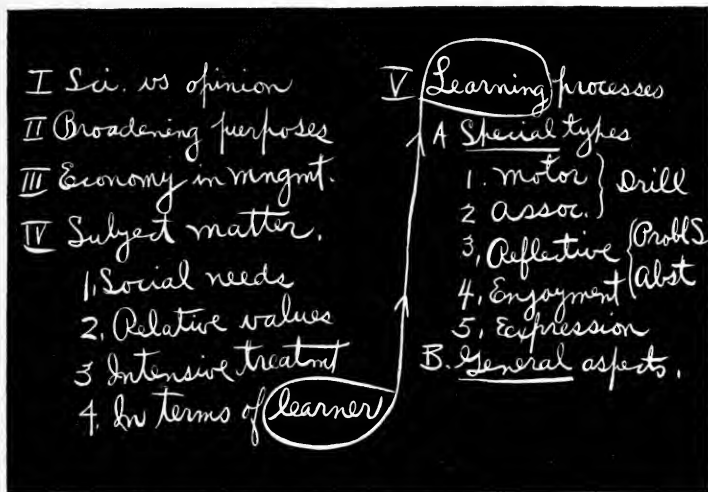 I Sci. vs opinion
II Broadening purposes
III Economy in mngmt.
IV Subject matter.
1. Social needs
2. Relative values
3 Intensive treatmt
4. In terms of learner
V Learning processes
A Special types
1. Motor } Drill
2 Assoc. }
3. Reflective { Probl S
4. Enjoyment { Abst
5. Expression
B. General aspects.